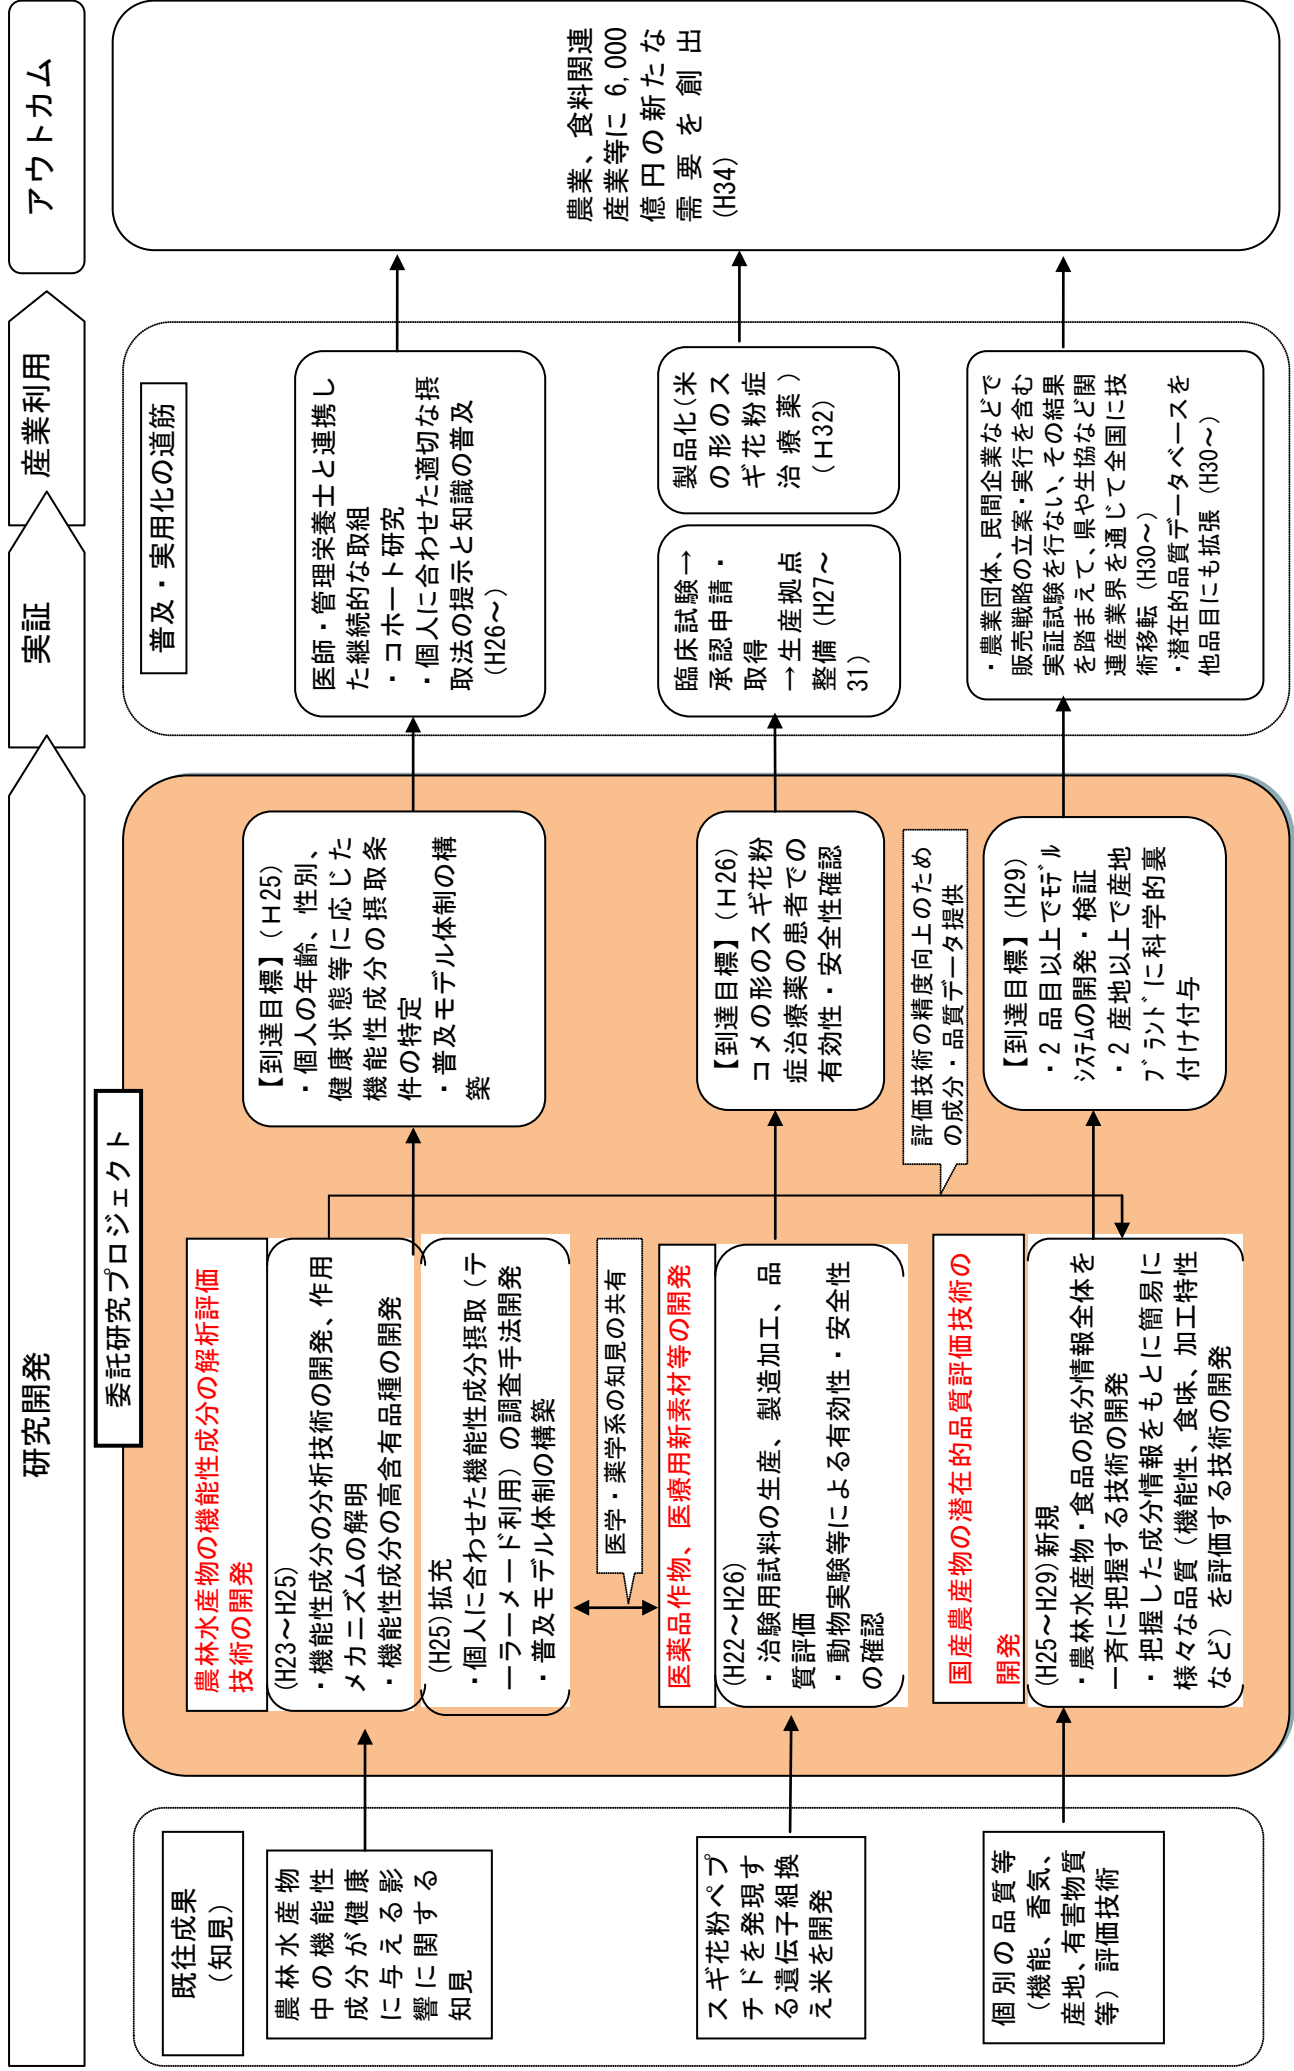 研究開発
実証
産業利用
アウトカム
委託研究プロジェクト
普及・実用化の道筋
既往成果
（知見）
農林水産物
中の機能性
成分が健康
に与える影
響に関する
知見
農林水産物の機能性成分の解析評価
技術の開発
(H23～H25)
・機能性成分の分析技術の開発、作用
メカニズムの解明
・機能性成分の高含有品種の開発
(H25)拡充
・個人に合わせた機能性成分摂取（テ
ーラーメード利用）の調査手法開発
・普及モデル体制の構築
【到達目標】（Ｈ25）
・個人の年齢、性別、
健康状態等に応じた
機能性成分の摂取条
件の特定
・普及モデル体制の構
築
医師・管理栄養士と連携し
た継続的な取組
・コホート研究
・個人に合わせた適切な摂
取法の提示と知識の普及
（H26～）
医学・薬学系の知見の共有
スギ花粉ペプ
チドを発現す
る遺伝子組換
え米を開発
医薬品作物、医療用新素材等の開発
(H22～H26)
・治験用試料の生産、製造加工、品
質評価
・動物実験等による有効性・安全性
の確認
【到達目標】（Ｈ26）
コメの形のスギ花粉
症治療薬の患者での
有効性・安全性確認
臨床試験→
承認申請・
取得
→生産拠点
整備（H27～
31）
製品化（米
の形のス
ギ花粉症
治療薬）
（Ｈ32）
評価技術の精度向上のため
の成分・品質データ提供
個別の品質等
（機能、香気、
産地、有害物質
等）評価技術
国産農産物の潜在的品質評価技術の
開発
(H25～H29)新規
・農林水産物・食品の成分情報全体を
一斉に把握する技術の開発
・把握した成分情報をもとに簡易に
様々な品質（機能性、食味、加工特性
など）を評価する技術の開発
【到達目標】（H29）
・2 品目以上でﾓﾃﾞﾙ
ｼｽﾃﾑの開発・検証
・2 産地以上で産地
ﾌﾞﾗﾝﾄﾞに科学的裏
付け付与
・農業団体、民間企業などで
販売戦略の立案・実行を含む
実証試験を行ない、その結果
を踏まえて、県や生協など関
連産業界を通じて全国に技
術移転（H30～）
・潜在的品質データベースを
他品目にも拡張（H30～）
農業、食料関連
産業等に 6,000
億円の新たな
需要を創出
（H34）